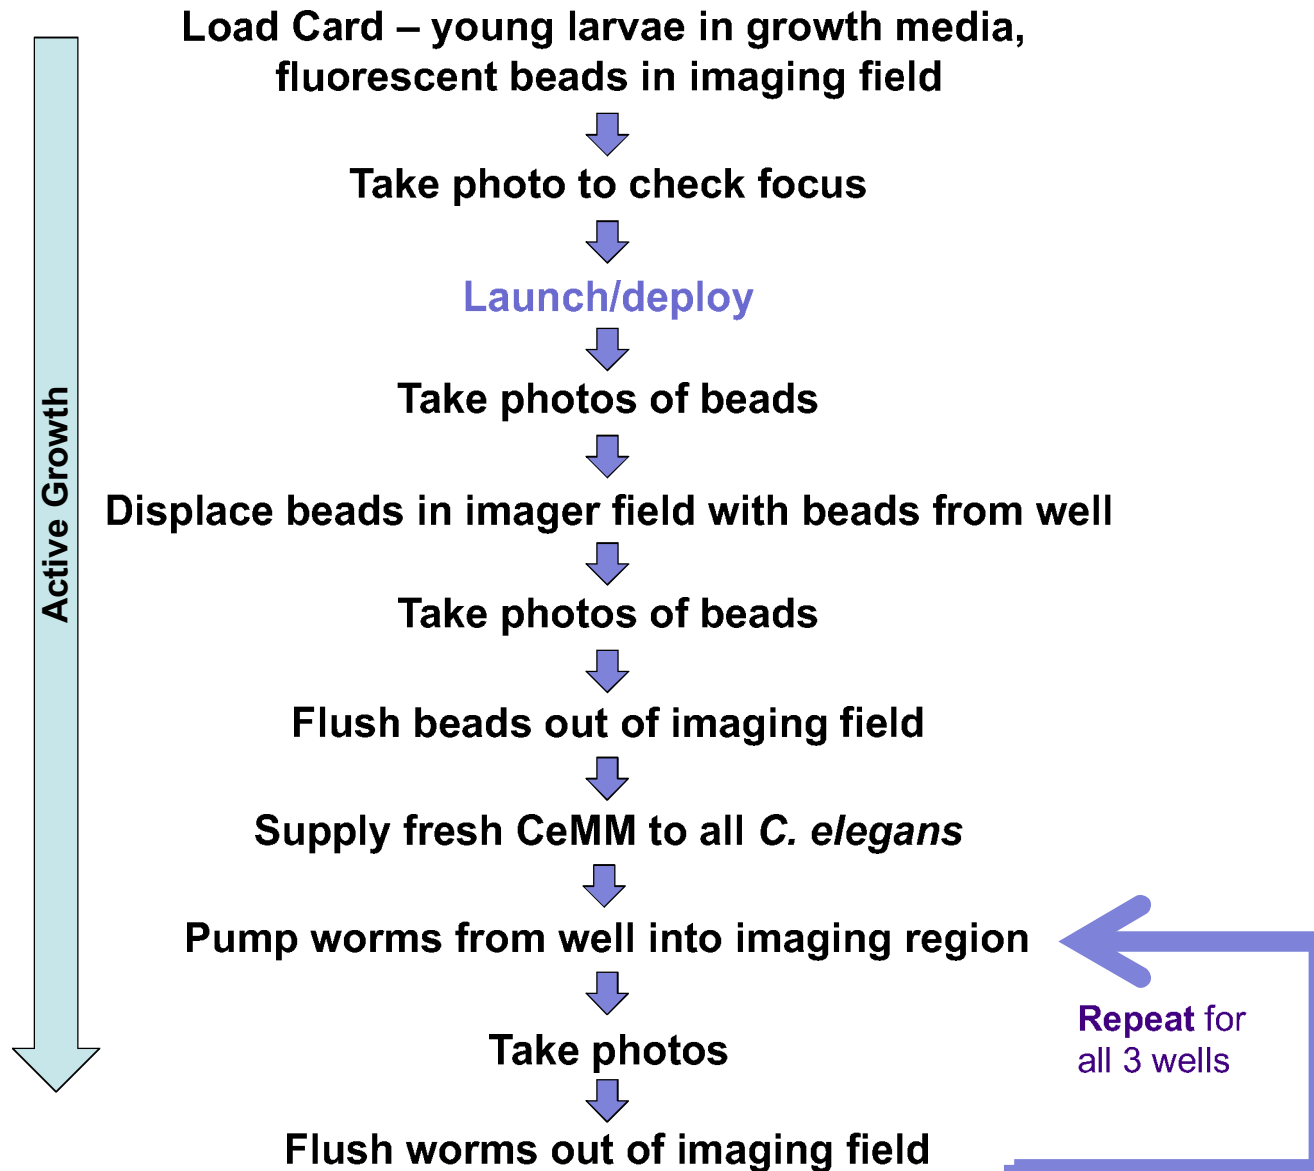 Load Card – young larvae in growth media,
fluorescent beads in imaging field
Take photo to check focus
Launch/deploy
Take photos of beads
Displace beads in imager field with beads from well
Take photos of beads
Flush beads out of imaging field
Supply fresh CeMM to all C. elegans
Pump worms from well into imaging region
Take photos
Flush worms out of imaging field
Active Growth
Repeat for
all 3 wells